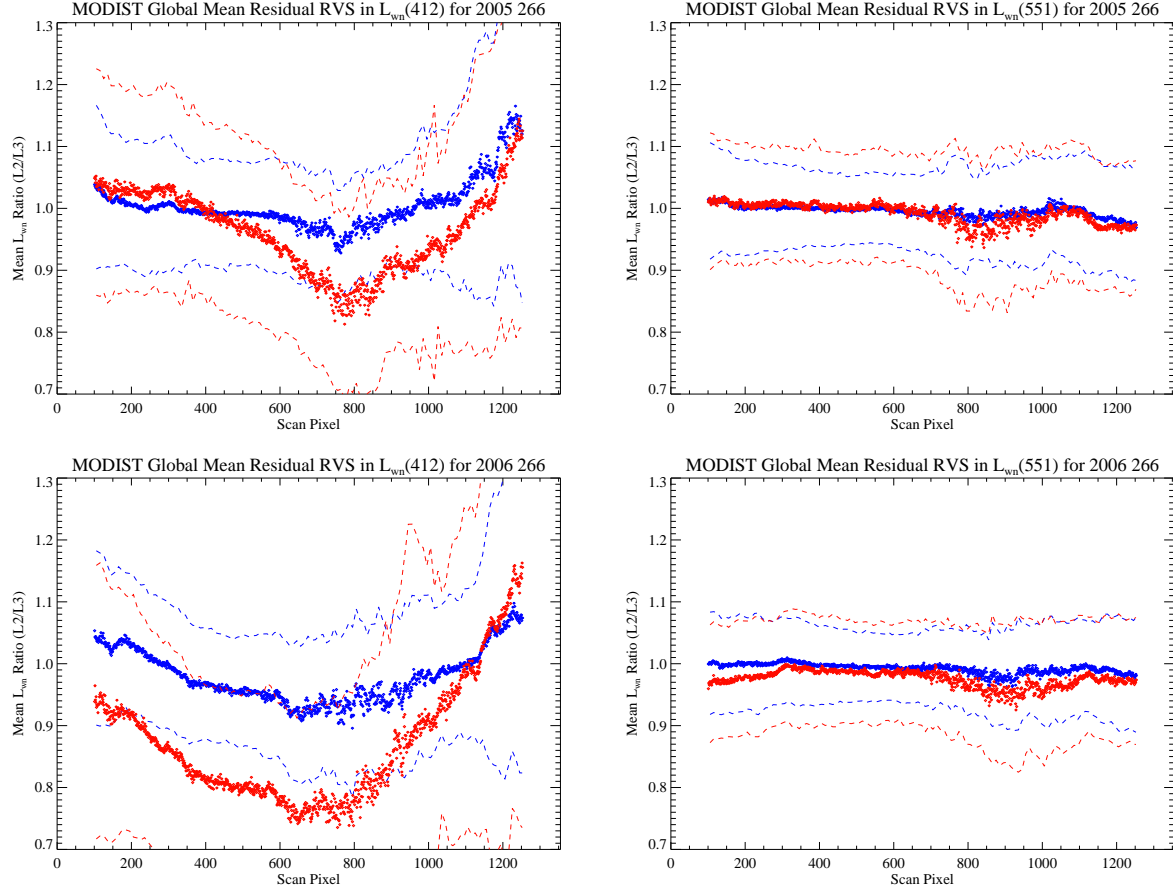 MODIST Global Mean Residual RVS in Lwn(412) for 2005 266
1.3
1.2
1.1
1.0
0.9
0.8
0.7
Mean Lwn Ratio (L2/L3)
0 200 400 600 800 1000 1200
Scan Pixel
MODIST Global Mean Residual RVS in Lwn(551) for 2005 266
1.3
1.2
1.1
1.0
0.9
0.8
0.7
Mean Lwn Ratio (L2/L3)
0 200 400 600 800 1000 1200
Scan Pixel
MODIST Global Mean Residual RVS in Lwn(412) for 2006 266
1.3
1.2
1.1
1.0
0.9
0.8
0.7
Mean Lwn Ratio (L2/L3)
0 200 400 600 800 1000 1200
Scan Pixel
MODIST Global Mean Residual RVS in Lwn(551) for 2006 266
1.3
1.2
1.1
1.0
0.9
0.8
0.7
Mean Lwn Ratio (L2/L3)
0 200 400 600 800 1000 1200
Scan Pixel